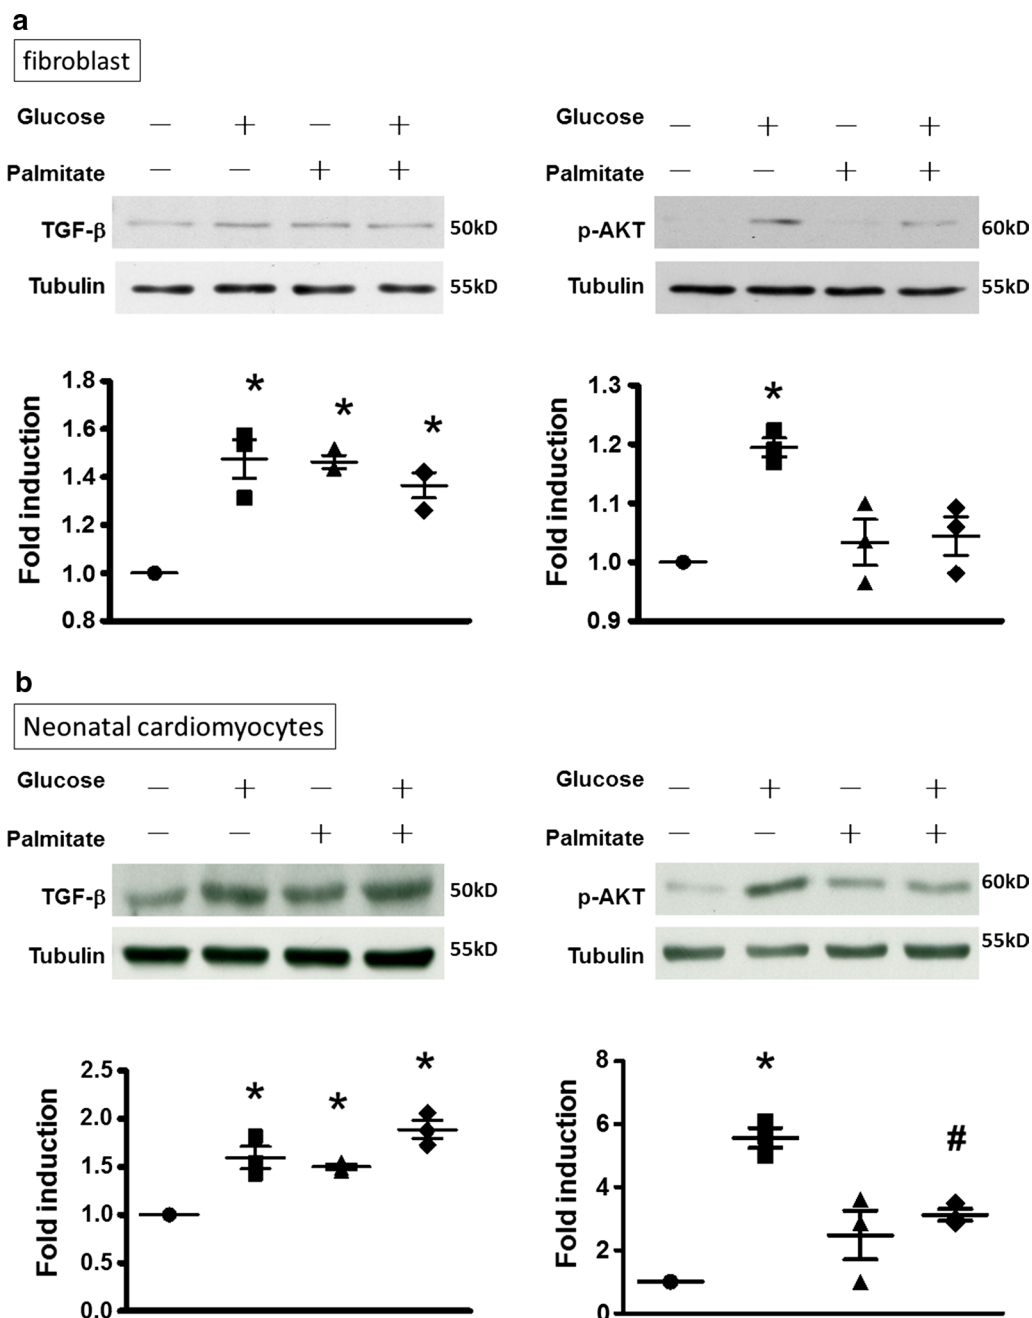 a
fibroblast
Glucose — + — +
Palmitate — — + +
TGF-β 50kD
Tubulin 55kD
Glucose — + — +
Palmitate — — + +
p-AKT 60kD
Tubulin 55kD
Fold induction
1.8
1.6
1.4
1.2
1.0
0.8
* * *
Fold induction
1.3
1.2
1.1
1.0
0.9
*
b
Neonatal cardiomyocytes
Glucose — + — +
Palmitate — — + +
TGF-β 50kD
Tubulin 55kD
Glucose — + — +
Palmitate — — + +
p-AKT 60kD
Tubulin 55kD
Fold induction
2.5
2.0
1.5
1.0
0.5
0.0
* * *
Fold induction
8
6
4
2
0
* #